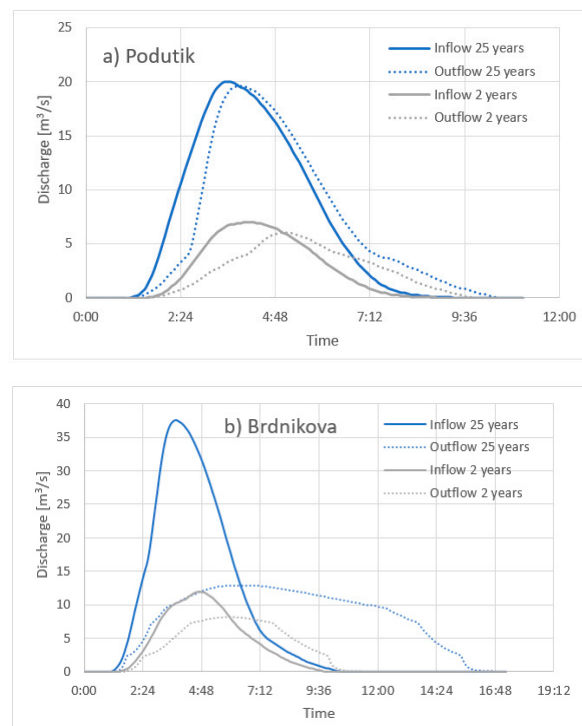 25
20
15
10
5
0
Discharge [m³/s]
a) Podutik
Inflow 25 years
Outflow 25 years
Inflow 2 years
Outflow 2 years
0:00 2:24 4:48 7:12 9:36 12:00
Time
40
35
30
25
20
15
10
5
0
Discharge [m³/s]
b) Brdnikova
Inflow 25 years
Outflow 25 years
Inflow 2 years
Outflow 2 years
0:00 2:24 4:48 7:12 9:36 12:00 14:24 16:48 19:12
Time